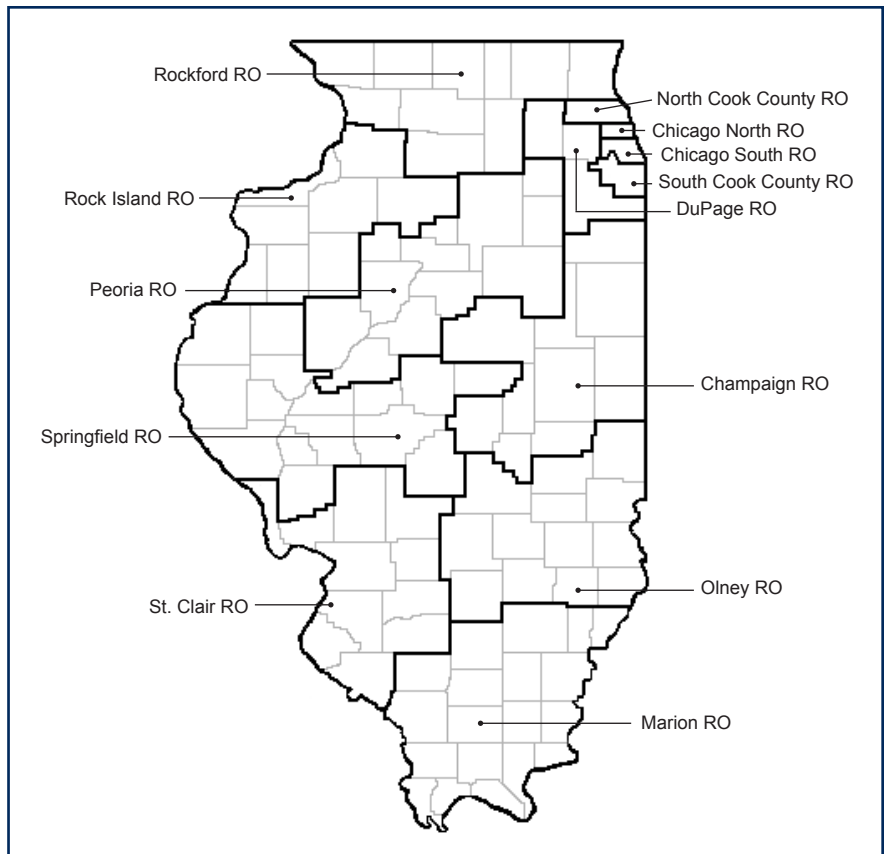 Rockford RO
North Cook County RO
Chicago North RO
Chicago South RO
South Cook County RO
Rock Island RO
DuPage RO
Peoria RO
Champaign RO
Springfield RO
Olney RO
St. Clair RO
Marion RO